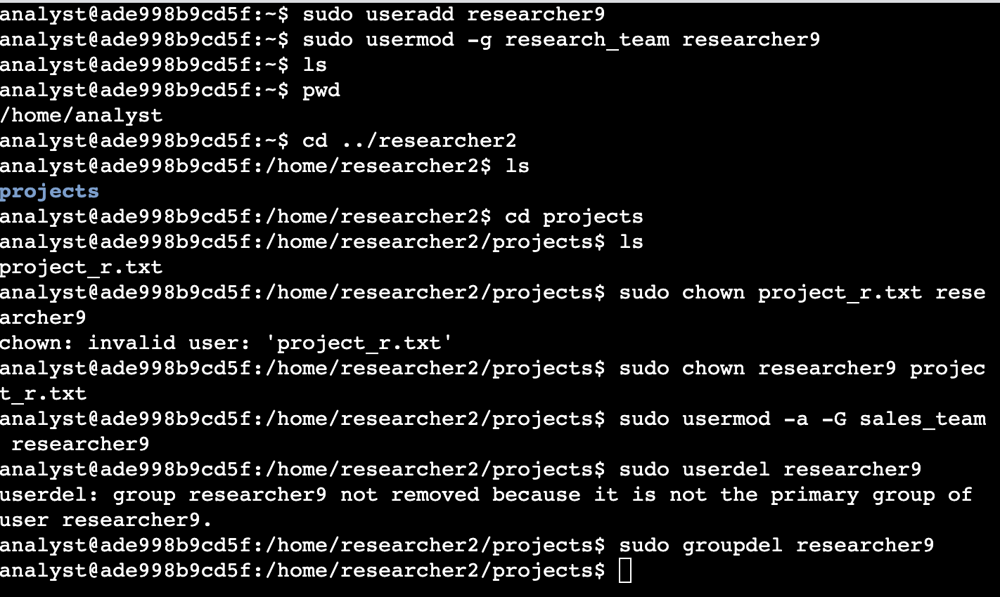 analyst@ade998b9cd5f:~$ sudo useradd researcher9
analyst@ade998b9cd5f:~$ sudo usermod -g research_team researcher9
analyst@ade998b9cd5f:~$ ls
analyst@ade998b9cd5f:~$ pwd
/home/analyst
analyst@ade998b9cd5f:~$ cd ../researcher2
analyst@ade998b9cd5f:/home/researcher2$ ls
projects
analyst@ade998b9cd5f:/home/researcher2$ cd projects
analyst@ade998b9cd5f:/home/researcher2/projects$ ls
project_r.txt
analyst@ade998b9cd5f:/home/researcher2/projects$ sudo chown project_r.txt rese
archer9
chown: invalid user: 'project_r.txt'
analyst@ade998b9cd5f:/home/researcher2/projects$ sudo chown researcher9 projec
t_r.txt
analyst@ade998b9cd5f:/home/researcher2/projects$ sudo usermod -a -G sales_team
 researcher9
analyst@ade998b9cd5f:/home/researcher2/projects$ sudo userdel researcher9
userdel: group researcher9 not removed because it is not the primary group of
user researcher9.
analyst@ade998b9cd5f:/home/researcher2/projects$ sudo groupdel researcher9
analyst@ade998b9cd5f:/home/researcher2/projects$